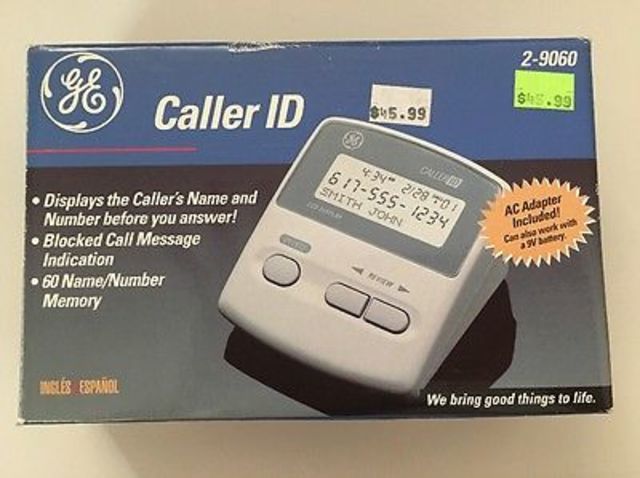 GE
2-9060
Caller ID
$45.99
$45.99
• Displays the Caller's Name and
Number before you answer!
• Blocked Call Message
Indication
• 60 Name/Number
Memory
GE
CALLER ID
4:34 2/28
617-555-1234
SMITH JOHN
DELETE
◄ REVIEW ►
AC Adapter
Included!
Can also work with
a 9V battery.
INGLÉS ESPAÑOL
We bring good things to life.